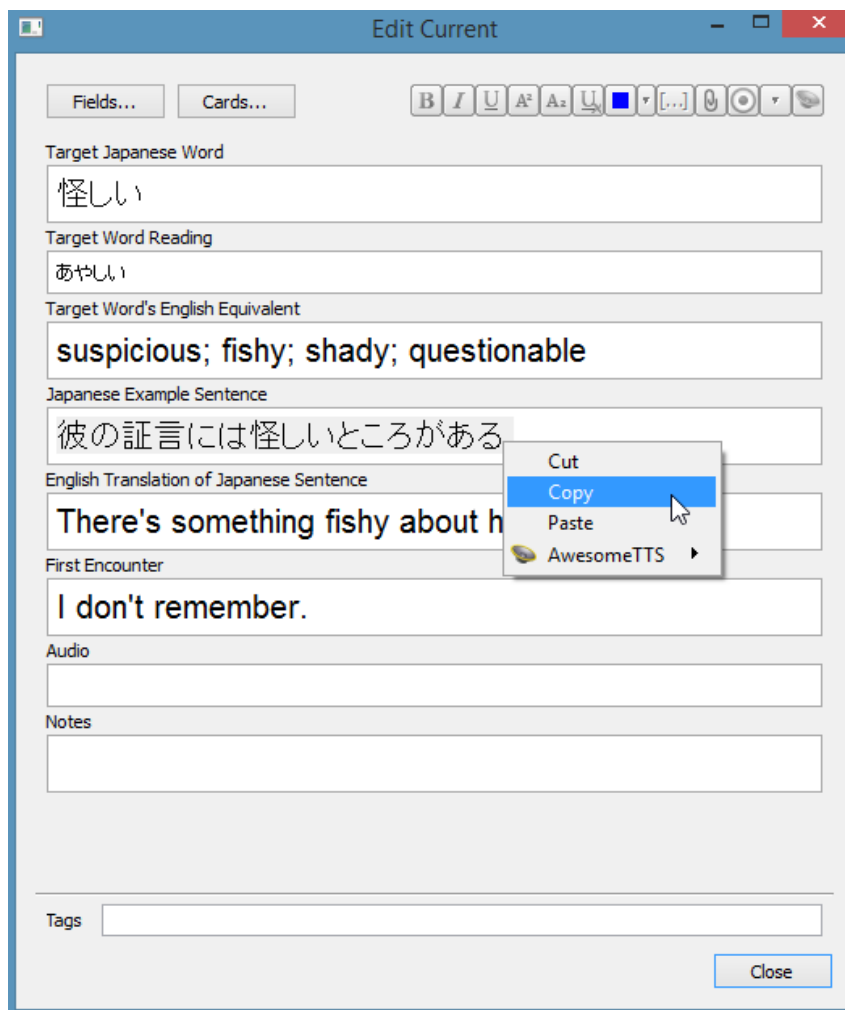 Edit Current
Fields... Cards... B I U A² A₂ U [...]
Target Japanese Word
怪しい
Target Word Reading
あやしい
Target Word's English Equivalent
suspicious; fishy; shady; questionable
Japanese Example Sentence
彼の証言には怪しいところがある
Cut
English Translation of Japanese Sentence
Copy
There's something fishy about h
Paste
AwesomeTTS
First Encounter
I don't remember.
Audio
Notes
Tags
Close